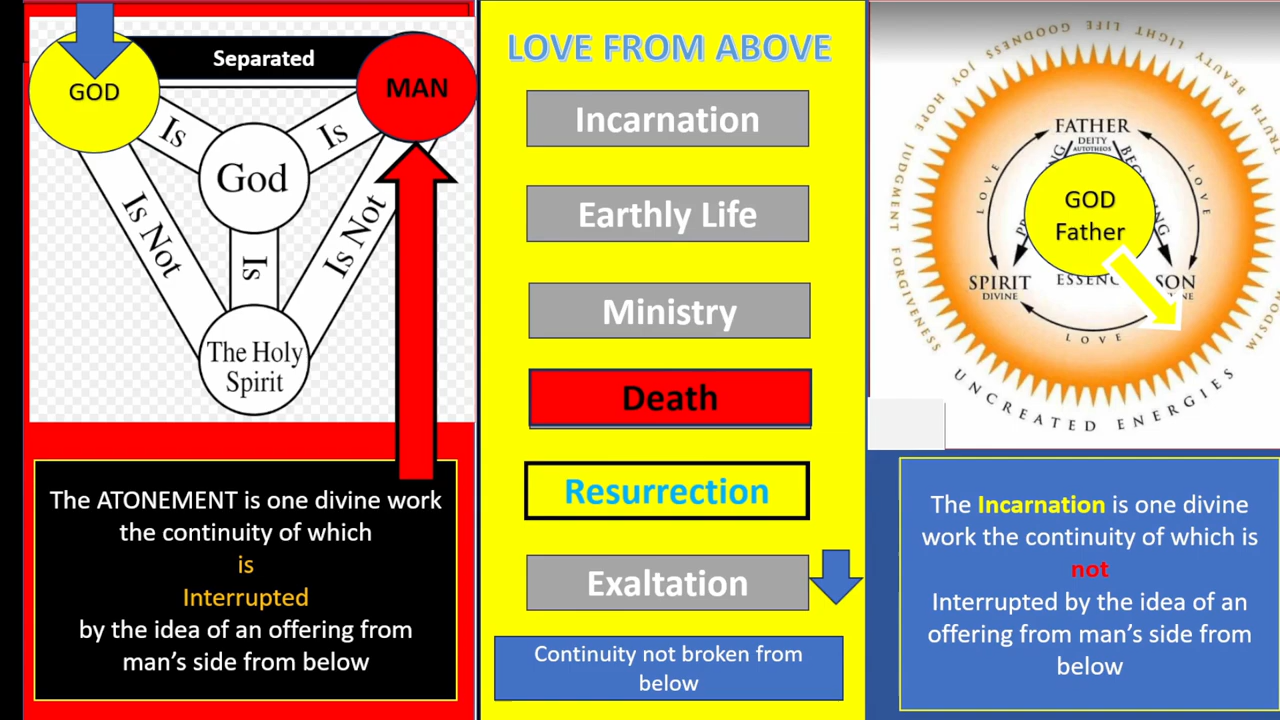 Separated
GOD
MAN
Is
Is
God
Is Not
Is
Is Not
The Holy
Spirit
The ATONEMENT is one divine work
the continuity of which
is
Interrupted
by the idea of an offering from
man’s side from below
LOVE FROM ABOVE
Incarnation
Earthly Life
Ministry
Death
Resurrection
Exaltation
Continuity not broken from
below
FORGIVENESS JUDGMENT HOPE JOY GOODNESS LIFE LIGHT BEAUTY TRUTH
WISDOM
FATHER
DEITY
AUTOTHEOS
LOVE
LOVE
GOD
Father
SPIRIT
DIVINE
SON
LOVE
UNCREATED ENERGIES
The Incarnation is one divine
work the continuity of which is
not
Interrupted by the idea of an
offering from man’s side from
below